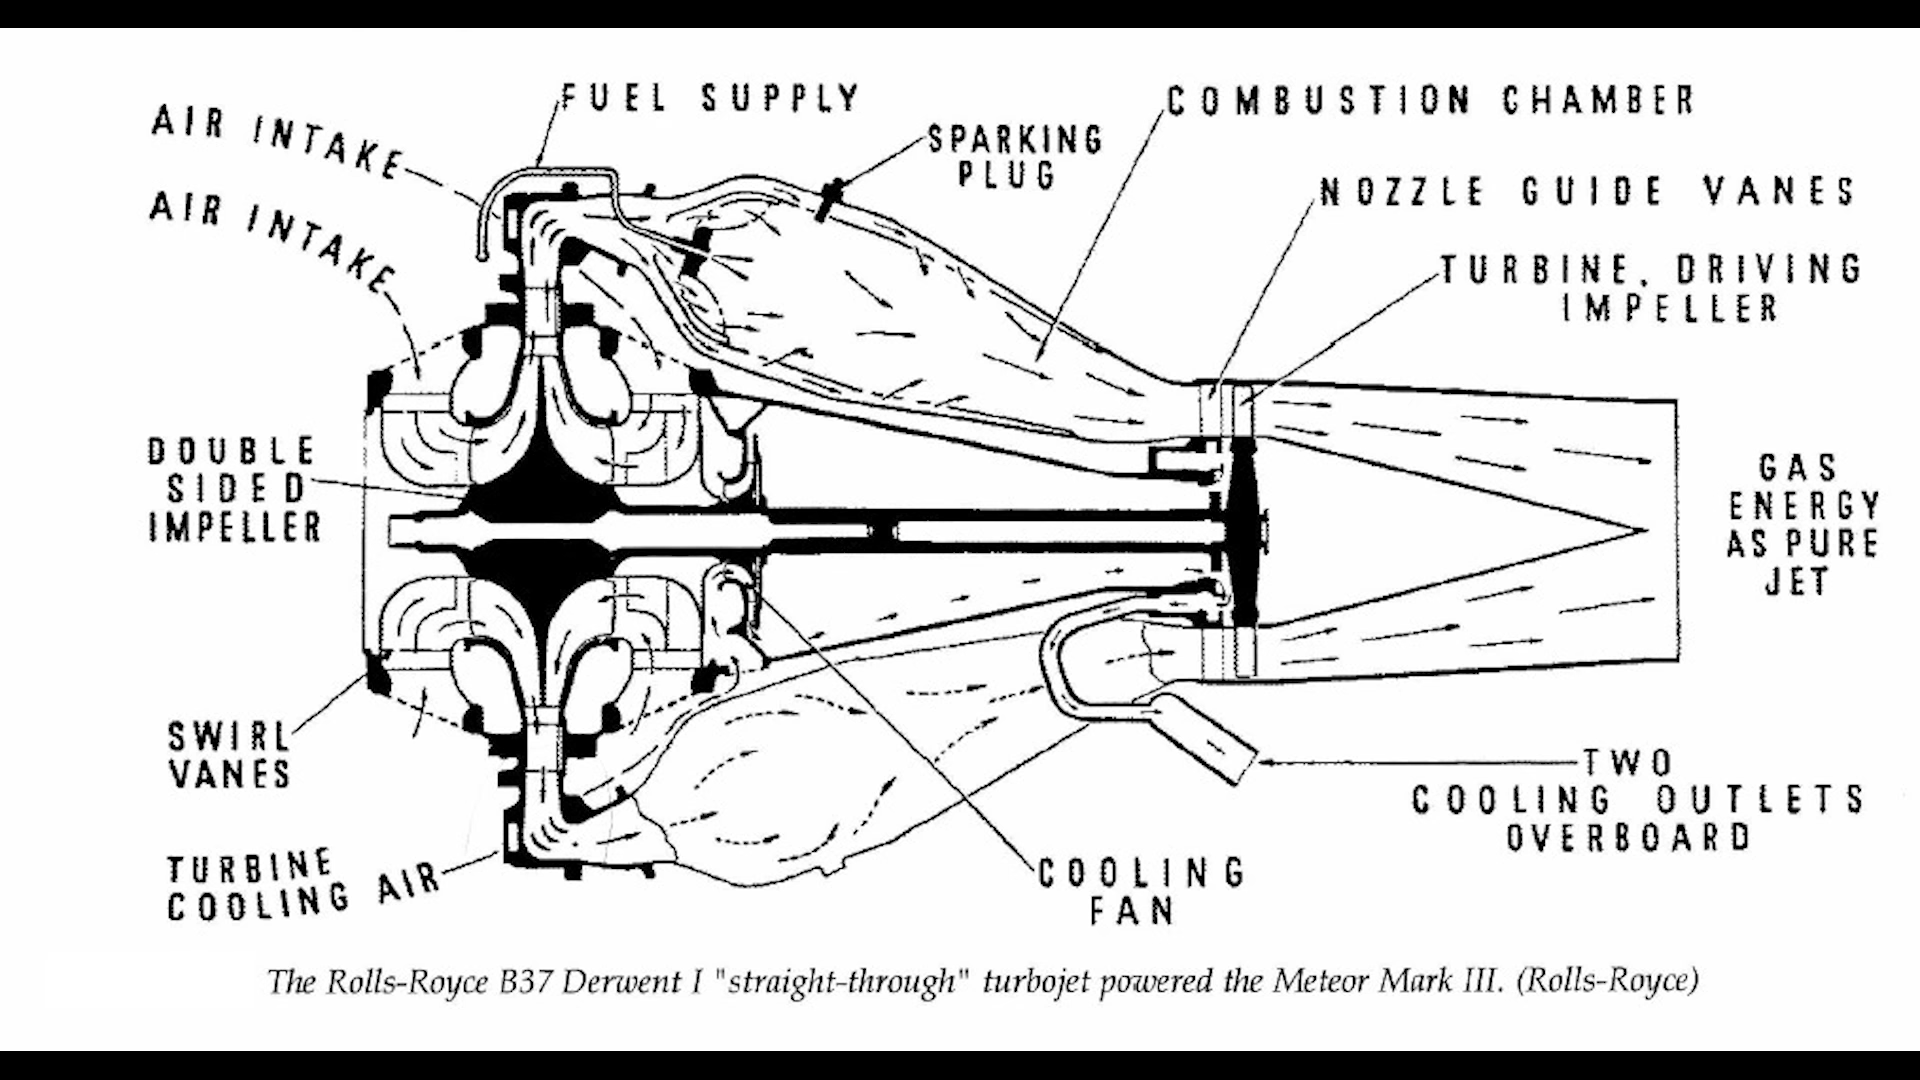 AIR INTAKE
AIR INTAKE
FUEL SUPPLY
SPARKING
PLUG
COMBUSTION CHAMBER
NOZZLE GUIDE VANES
TURBINE, DRIVING
IMPELLER
DOUBLE
SIDED
IMPELLER
GAS
ENERGY
AS PURE
JET
SWIRL
VANES
TURBINE
COOLING AIR
COOLING
FAN
TWO
COOLING OUTLETS
OVERBOARD
The Rolls-Royce B37 Derwent I "straight-through" turbojet powered the Meteor Mark III. (Rolls-Royce)